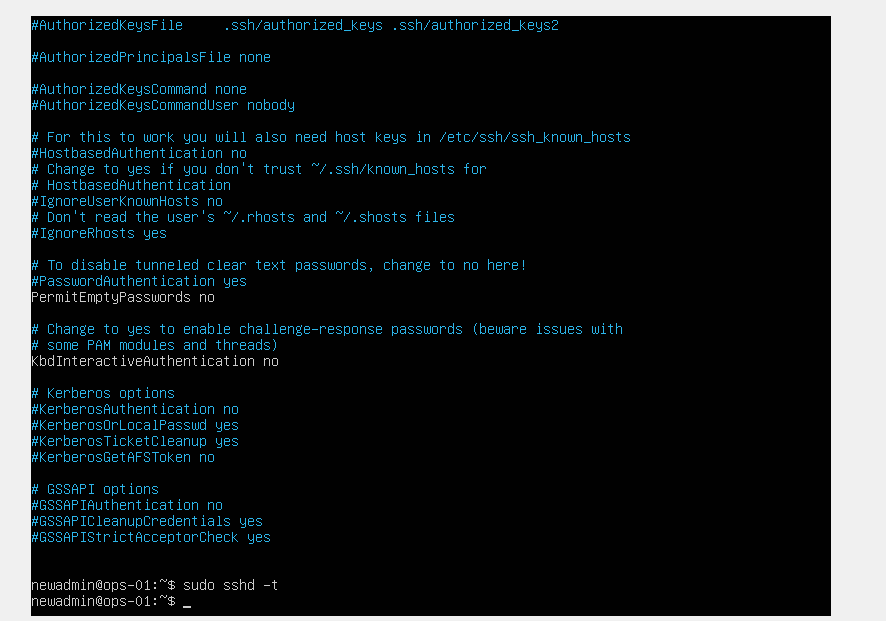 #AuthorizedKeysFile     .ssh/authorized_keys .ssh/authorized_keys2
#AuthorizedPrincipalsFile none
#AuthorizedKeysCommand none
#AuthorizedKeysCommandUser nobody
# For this to work you will also need host keys in /etc/ssh/ssh_known_hosts
#HostbasedAuthentication no
# Change to yes if you don't trust ~/.ssh/known_hosts for
# HostbasedAuthentication
#IgnoreUserKnownHosts no
# Don't read the user's ~/.rhosts and ~/.shosts files
#IgnoreRhosts yes
# To disable tunneled clear text passwords, change to no here!
#PasswordAuthentication yes
PermitEmptyPasswords no
# Change to yes to enable challenge-response passwords (beware issues with
# some PAM modules and threads)
KbdInteractiveAuthentication no
# Kerberos options
#KerberosAuthentication no
#KerberosOrLocalPasswd yes
#KerberosTicketCleanup yes
#KerberosGetAFSToken no
# GSSAPI options
#GSSAPIAuthentication no
#GSSAPICleanupCredentials yes
#GSSAPIStrictAcceptorCheck yes
newadmin@ops-01:~$ sudo sshd -t
newadmin@ops-01:~$ _